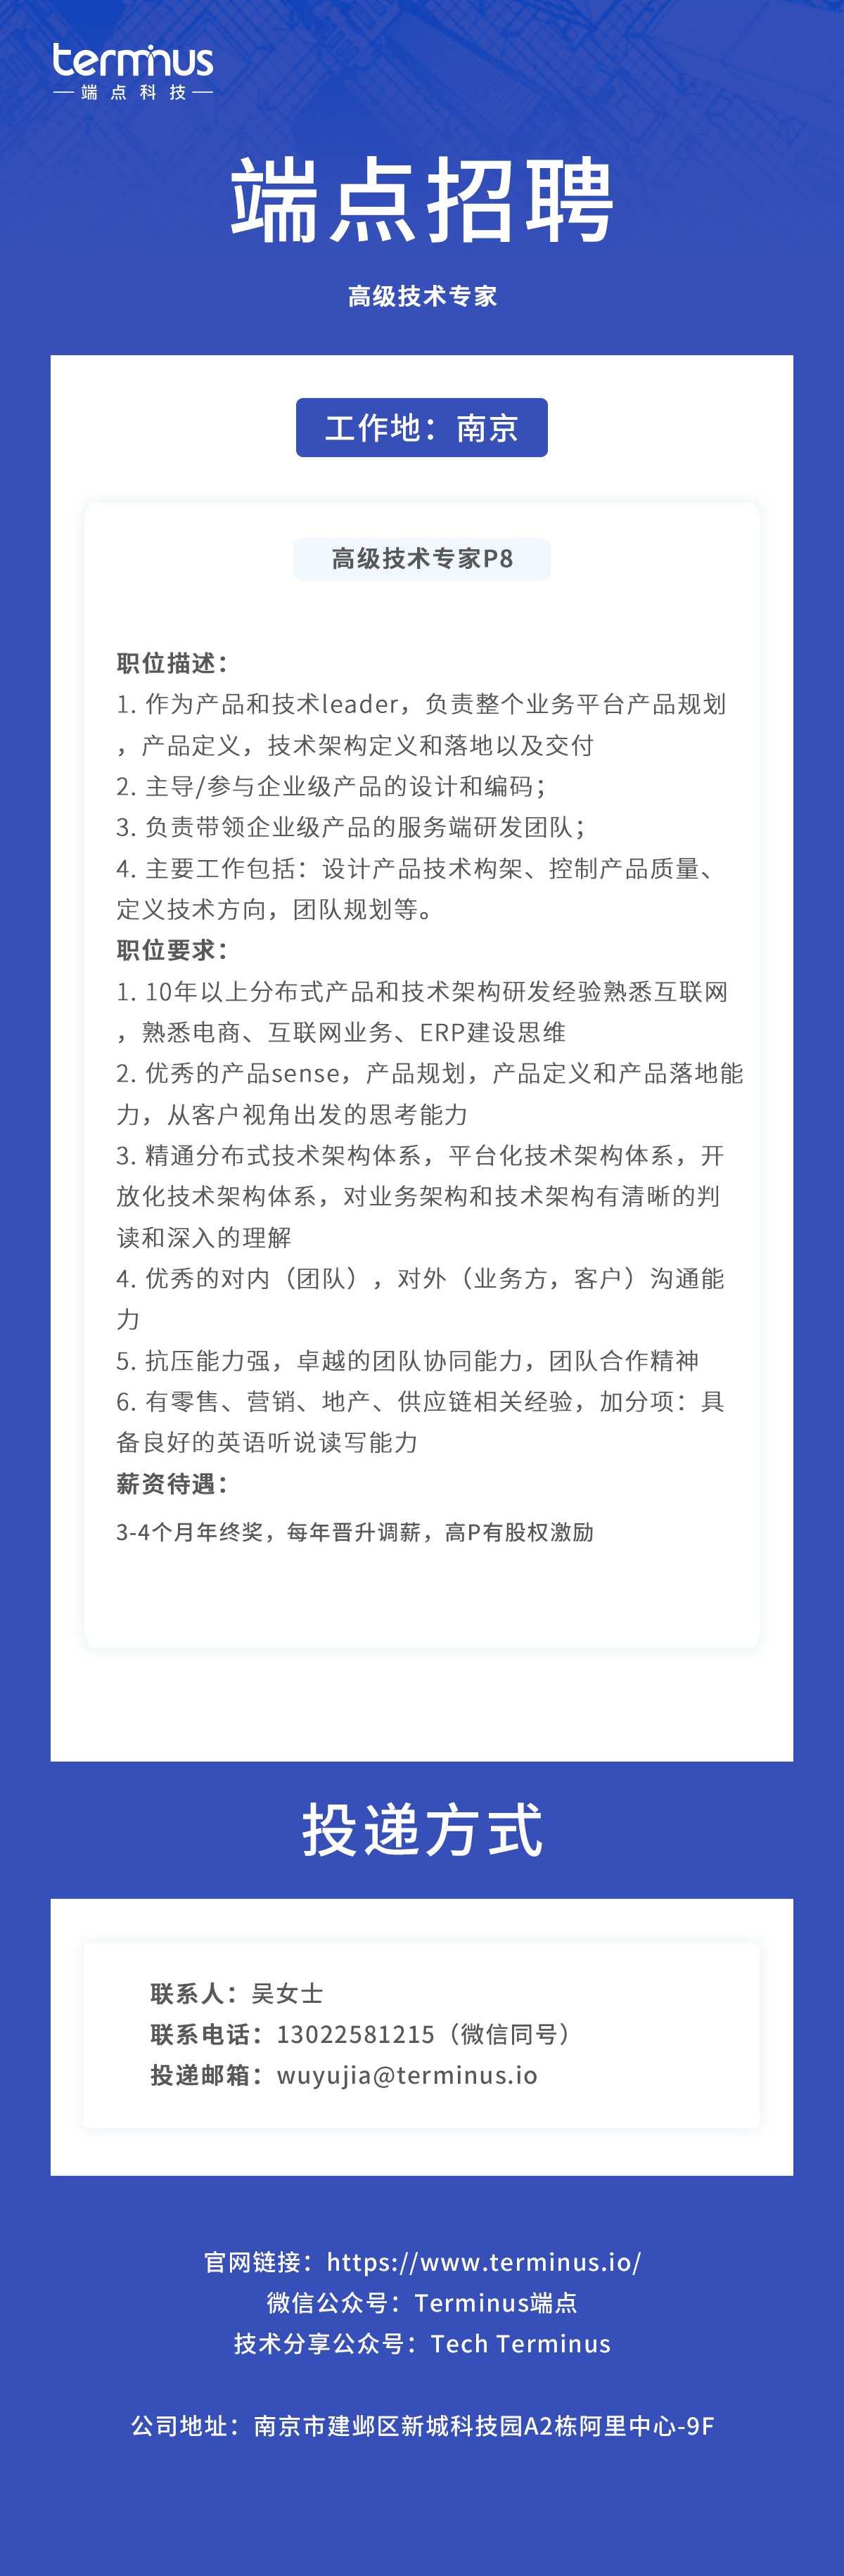 terminus
端点科技
端点招聘
高级技术专家
工作地：南京
高级技术专家P8
职位描述：
1. 作为产品和技术leader，负责整个业务平台产品规划
，产品定义，技术架构定义和落地以及交付
2. 主导/参与企业级产品的设计和编码；
3. 负责带领企业级产品的服务端研发团队；
4. 主要工作包括：设计产品技术构架、控制产品质量、
定义技术方向，团队规划等。
职位要求：
1. 10年以上分布式产品和技术架构研发经验熟悉互联网
，熟悉电商、互联网业务、ERP建设思维
2. 优秀的产品sense，产品规划，产品定义和产品落地能
力，从客户视角出发的思考能力
3. 精通分布式技术架构体系，平台化技术架构体系，开
放化技术架构体系，对业务架构和技术架构有清晰的判
读和深入的理解
4. 优秀的对内（团队），对外（业务方，客户）沟通能
力
5. 抗压能力强，卓越的团队协同能力，团队合作精神
6. 有零售、营销、地产、供应链相关经验，加分项：具
备良好的英语听说读写能力
薪资待遇：
3-4个月年终奖，每年晋升调薪，高P有股权激励
投递方式
联系人：吴女士
联系电话：13022581215（微信同号）
投递邮箱：wuyujia@terminus.io
官网链接：https://www.terminus.io/
微信公众号：Terminus端点
技术分享公众号：Tech Terminus
公司地址：南京市建邺区新城科技园A2栋阿里中心-9F